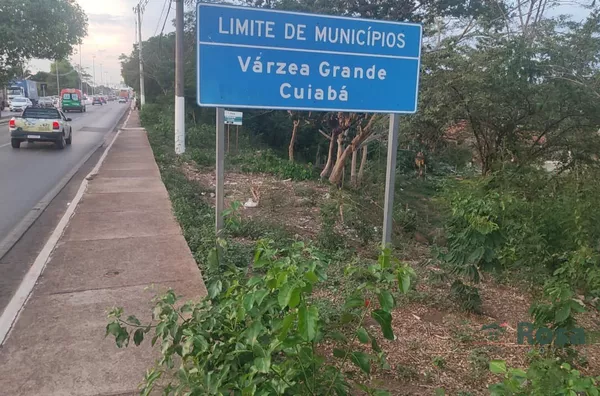 LIMITE DE MUNICÍPIOS
Várzea Grande
Cuiabá